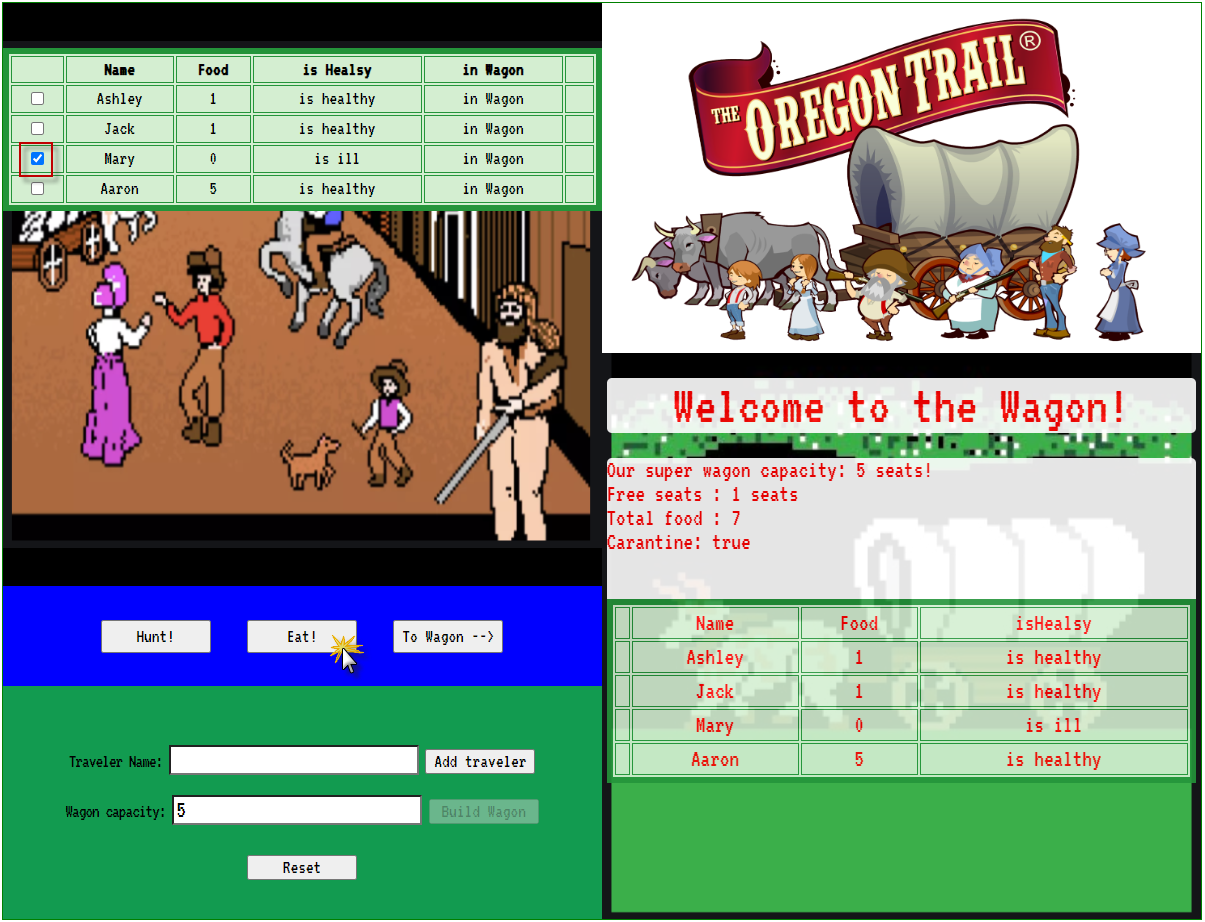 Name Food is Healsy in Wagon
Ashley 1 is healthy in Wagon
Jack 1 is healthy in Wagon
Mary 0 is ill in Wagon
Aaron 5 is healthy in Wagon
Hunt! Eat! To Wagon -->
Traveler Name: Add traveler
Wagon capacity: 5 Build Wagon
Reset
THE OREGON TRAIL ®
Welcome to the Wagon!
Our super wagon capacity: 5 seats!
Free seats : 1 seats
Total food : 7
Carantine: true
Name Food isHealsy
Ashley 1 is healthy
Jack 1 is healthy
Mary 0 is ill
Aaron 5 is healthy